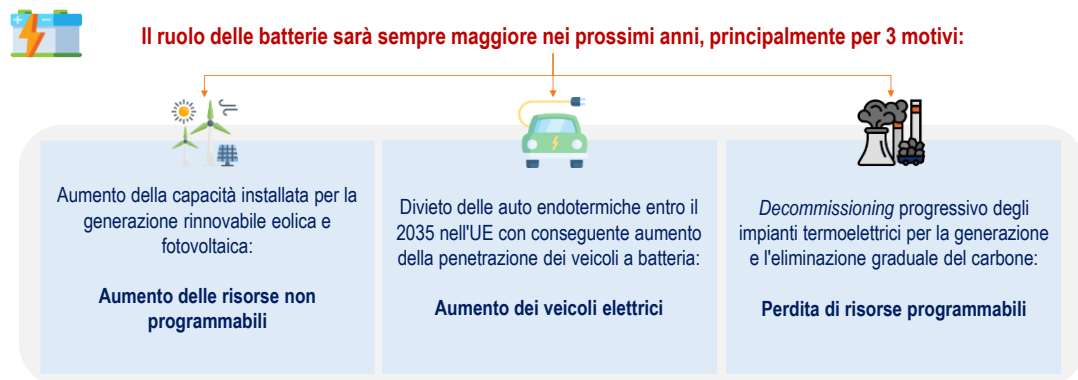 Il ruolo delle batterie sarà sempre maggiore nei prossimi anni, principalmente per 3 motivi:
Aumento della capacità installata per la
generazione rinnovabile eolica e
fotovoltaica:
Aumento delle risorse non
programmabili
Divieto delle auto endotermiche entro il
2035 nell'UE con conseguente aumento
della penetrazione dei veicoli a batteria:
Aumento dei veicoli elettrici
Decommissioning progressivo degli
impianti termoelettrici per la generazione
e l'eliminazione graduale del carbone:
Perdita di risorse programmabili